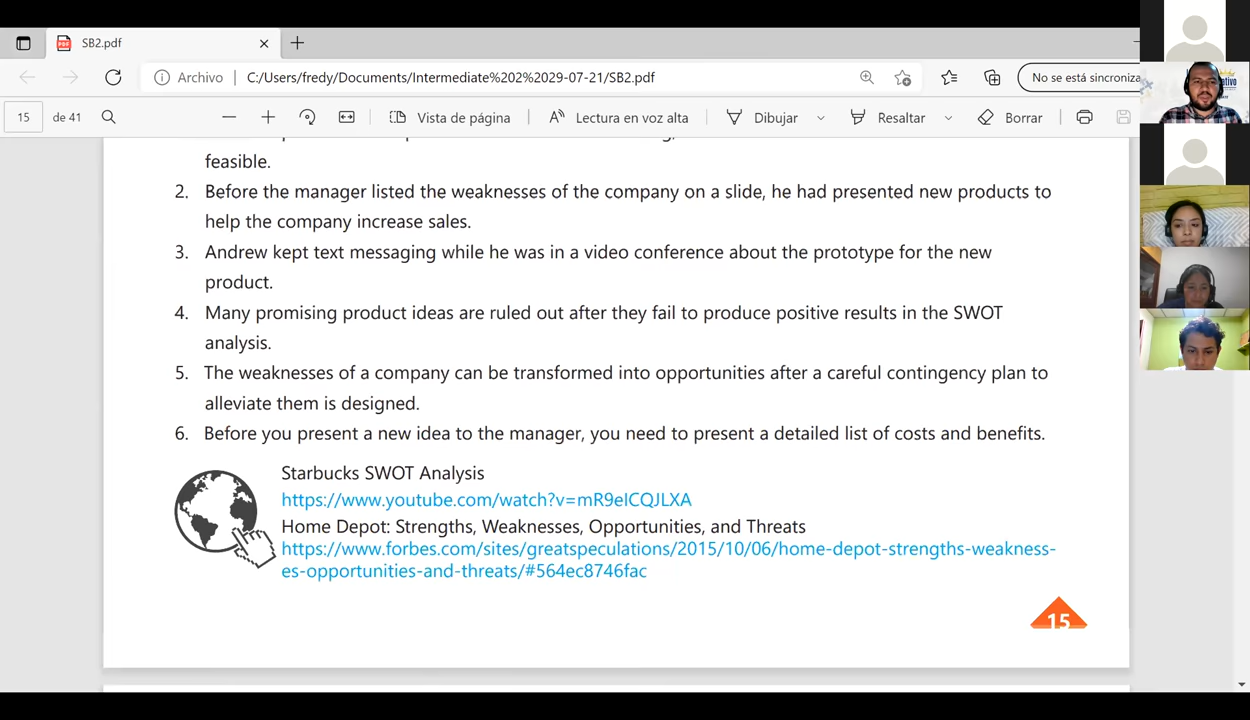 SB2.pdf
Archivo
C:/Users/fredy/Documents/Intermediate%202%2029-07-21/SB2.pdf
No se está sincroniza
15 de 41
Vista de página
Lectura en voz alta
Dibujar
Resaltar
Borrar
feasible.
2. Before the manager listed the weaknesses of the company on a slide, he had presented new products to
help the company increase sales.
3. Andrew kept text messaging while he was in a video conference about the prototype for the new
product.
4. Many promising product ideas are ruled out after they fail to produce positive results in the SWOT
analysis.
5. The weaknesses of a company can be transformed into opportunities after a careful contingency plan to
alleviate them is designed.
6. Before you present a new idea to the manager, you need to present a detailed list of costs and benefits.
Starbucks SWOT Analysis
https://www.youtube.com/watch?v=mR9eICQJLXA
Home Depot: Strengths, Weaknesses, Opportunities, and Threats
https://www.forbes.com/sites/greatspeculations/2015/10/06/home-depot-strengths-weakness-
es-opportunities-and-threats/#564ec8746fac
15